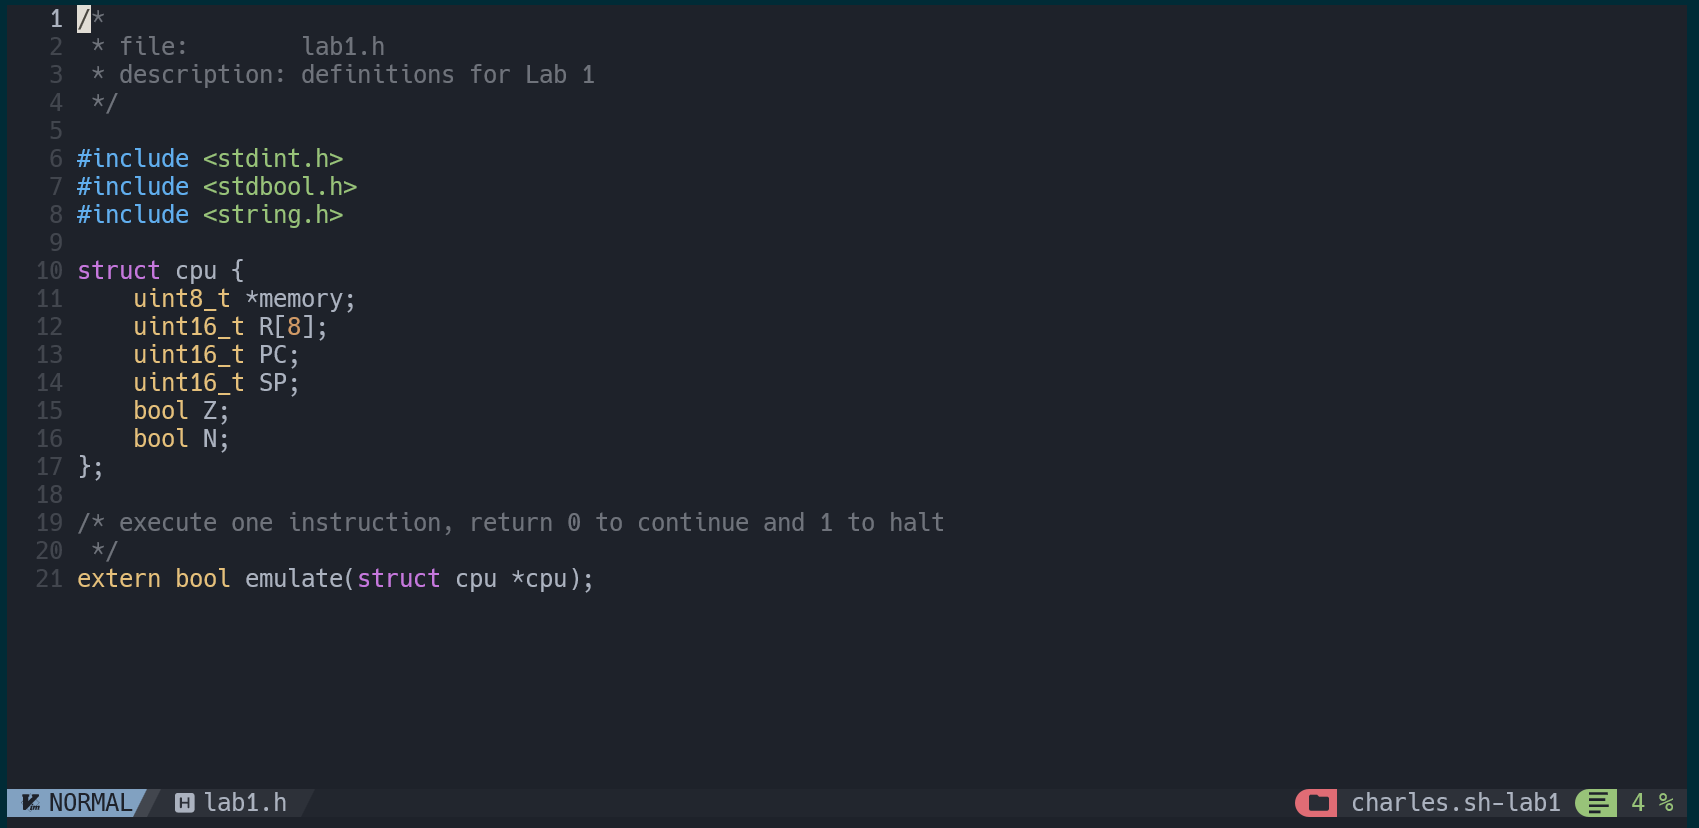 1 /*
2  * file:        lab1.h
3  * description: definitions for Lab 1
4  */
5
6 #include <stdint.h>
7 #include <stdbool.h>
8 #include <string.h>
9
10 struct cpu {
11     uint8_t *memory;
12     uint16_t R[8];
13     uint16_t PC;
14     uint16_t SP;
15     bool Z;
16     bool N;
17 };
18
19 /* execute one instruction, return 0 to continue and 1 to halt
20  */
21 extern bool emulate(struct cpu *cpu);
NORMAL H lab1.h charles.sh-lab1 4 %